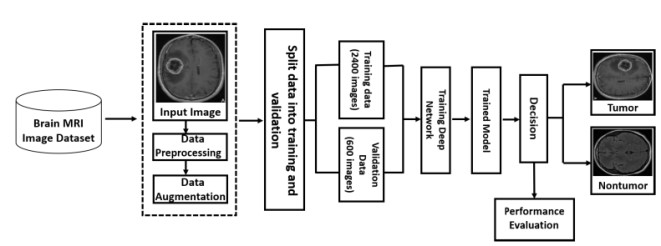 Brain MRI
Image Dataset
Input Image
Data
Preprocessing
Data
Augmentation
Split data into training and
validation
Training data
(2400 images)
Validation
Data
(600 images)
Training Deep
Network
Trained Model
Decision
Tumor
Nontumor
Performance
Evaluation